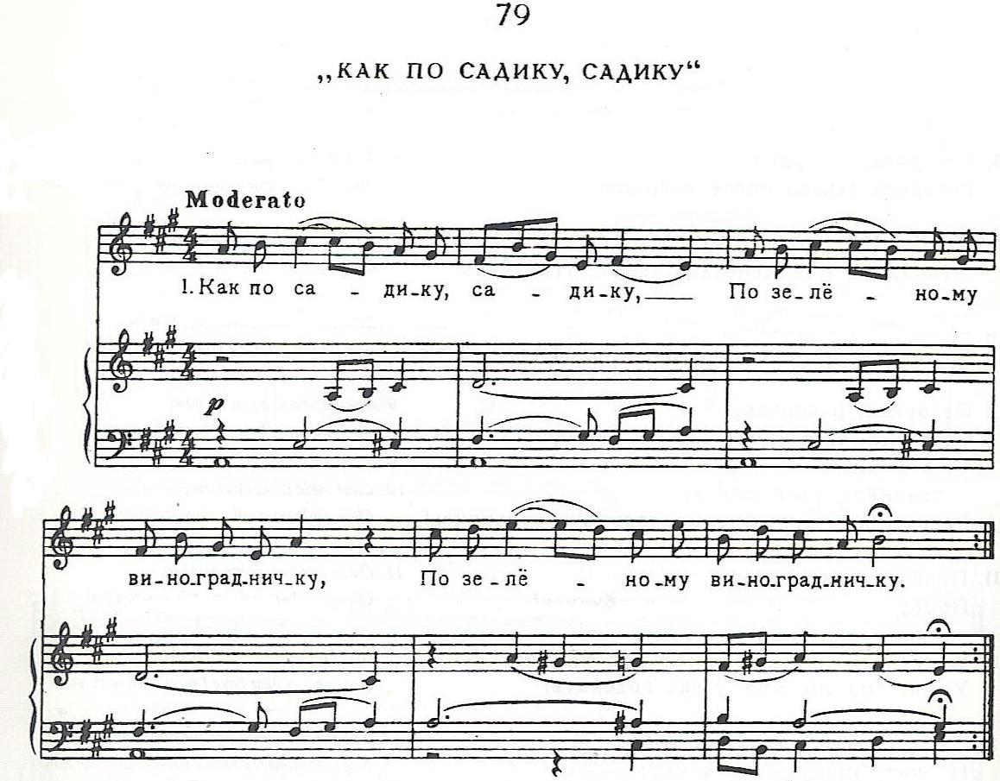 79
„КАК ПО САДИКУ, САДИКУ“
Moderato
1. Как по са - ди-ку, са - ди-ку, По зе-лё - но-му
p
ви-но-град-нич-ку, По зе-лё - но-му ви-но-град-нич-ку.